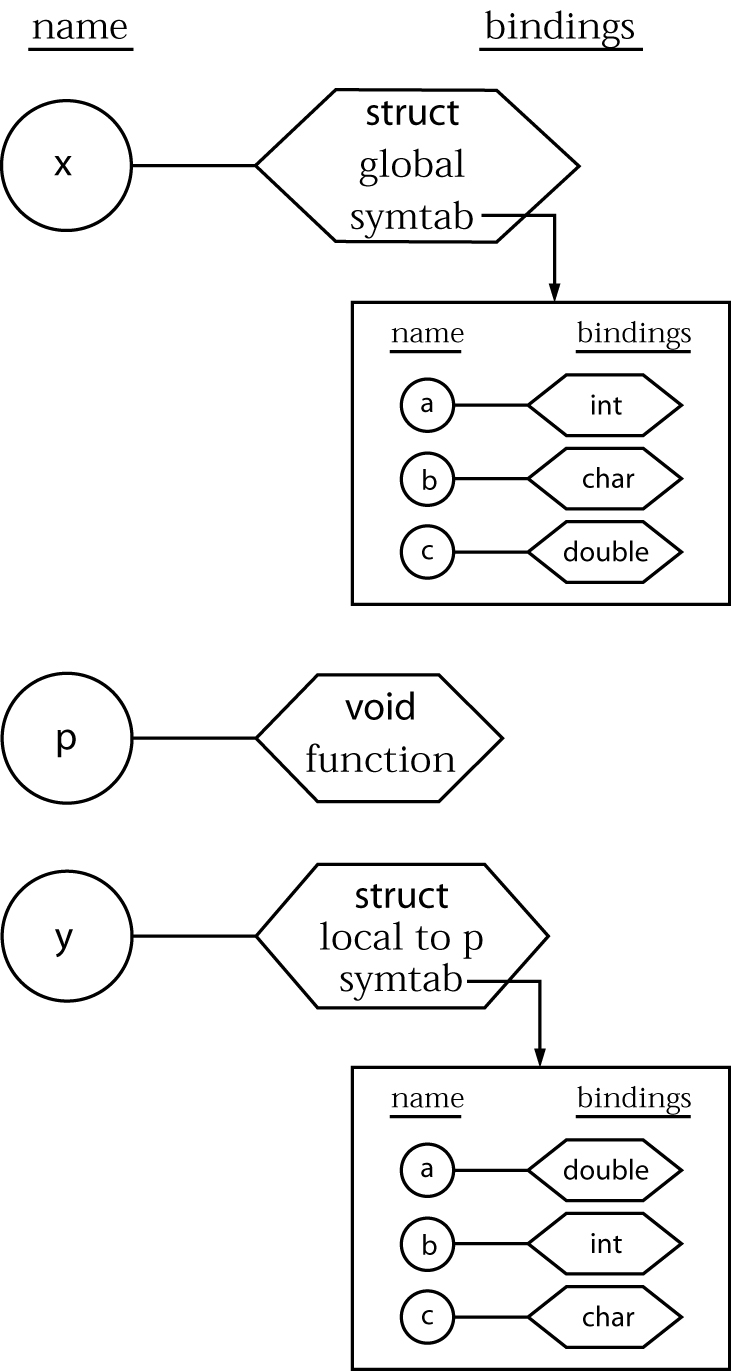 name bindings
x
struct
global
symtab
name bindings
a int
b char
c double
p
void
function
y
struct
local to p
symtab
name bindings
a double
b int
c char